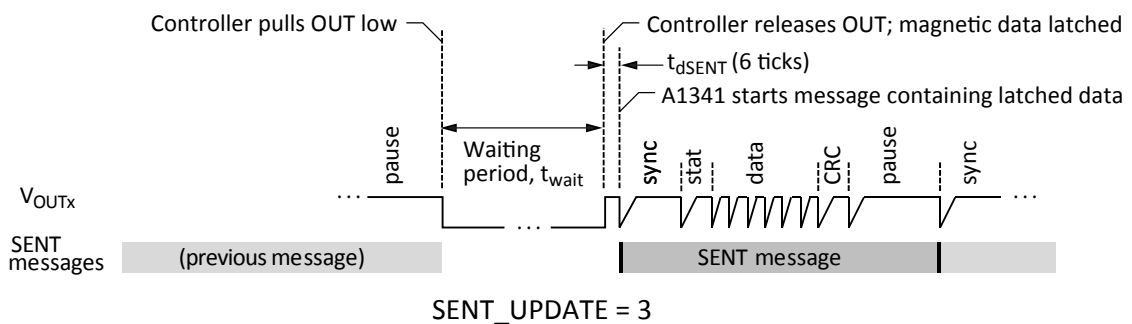 Controller pulls OUT low
Controller releases OUT; magnetic data latched
tdSENT (6 ticks)
A1341 starts message containing latched data
Waiting
period, twait
pause
sync
stat
data
CRC
pause
sync
VOUTx
... ... ...
SENT
messages
(previous message)
SENT message
SENT_UPDATE = 3